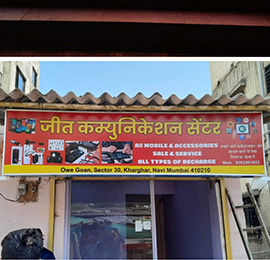 जीत कम्युनिकेशन सेंटर
All MOBILE & ACCESSORIES
SALE & SERVICE
ALL TYPES OF RECHARGE
Owe Goan, Sector 30, Kharghar, Navi Mumbai 410210